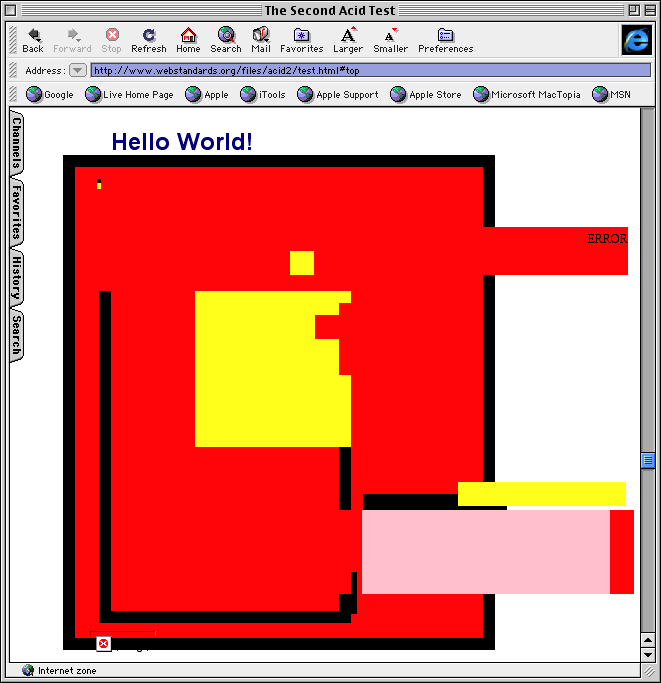 The Second Acid Test
Back Forward Stop Refresh Home Search Mail Favorites Larger Smaller Preferences
Address: http://www.webstandards.org/files/acid2/test.html#top
Google Live Home Page Apple iTools Apple Support Apple Store Microsoft MacTopia MSN
Channels
Favorites
History
Search
Hello World!
ERROR
Internet zone